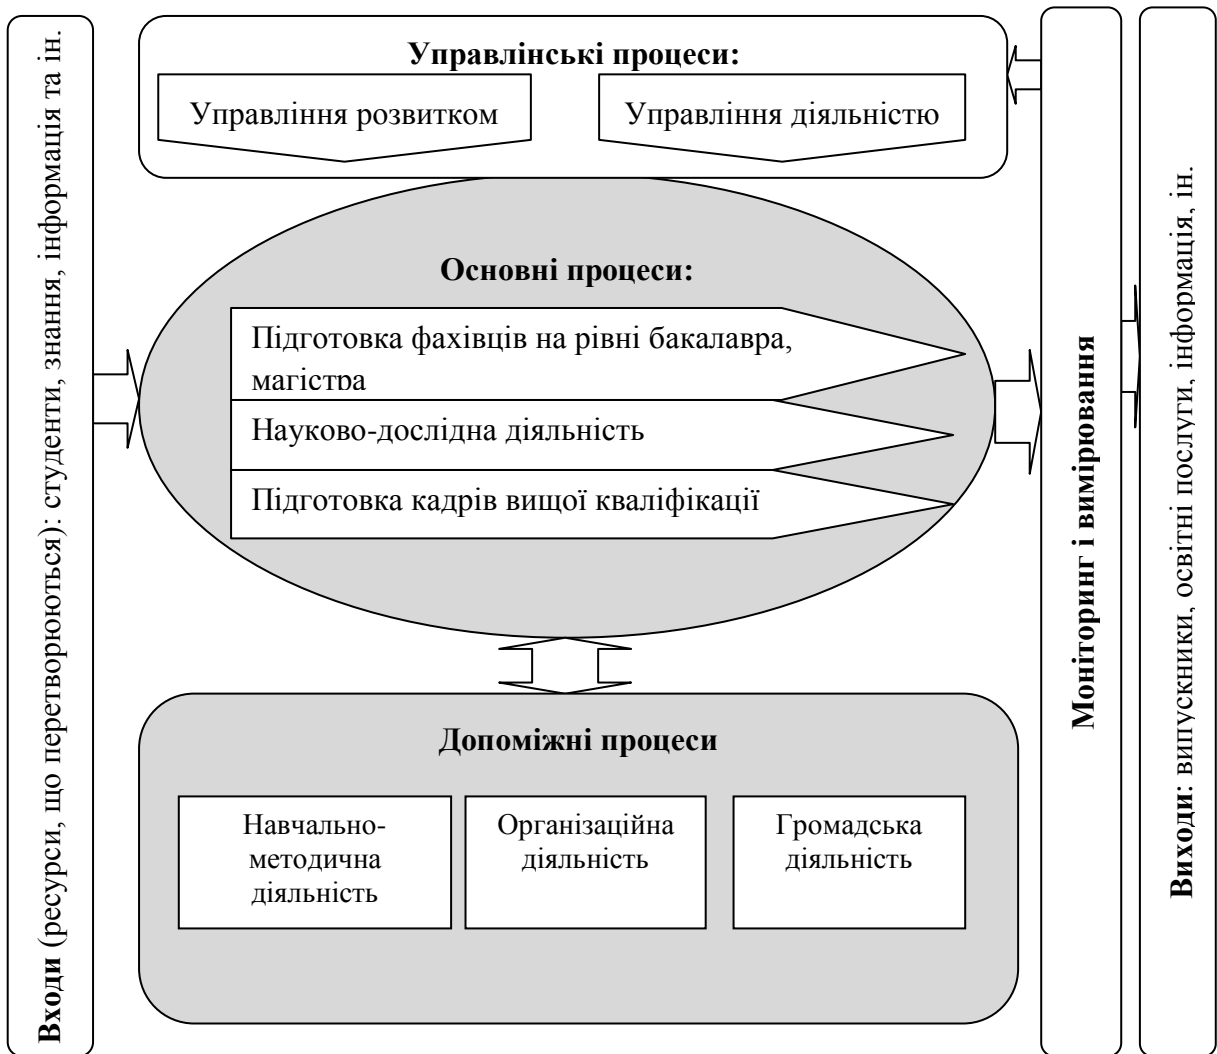 Входи (ресурси, що перетворюються): студенти, знання, інформація та ін.
Управлінські процеси:
Управління розвитком
Управління діяльністю
Основні процеси:
Підготовка фахівців на рівні бакалавра,
магістра
Науково-дослідна діяльність
Підготовка кадрів вищої кваліфікації
Допоміжні процеси
Навчально-
методична
діяльність
Організаційна
діяльність
Громадська
діяльність
Моніторинг і вимірювання
Виходи: випускники, освітні послуги, інформація, ін.